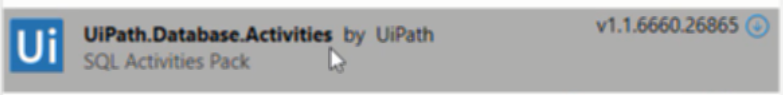 Ui
UiPath.Database.Activities by UiPath v1.1.6660.26865
SQL Activities Pack